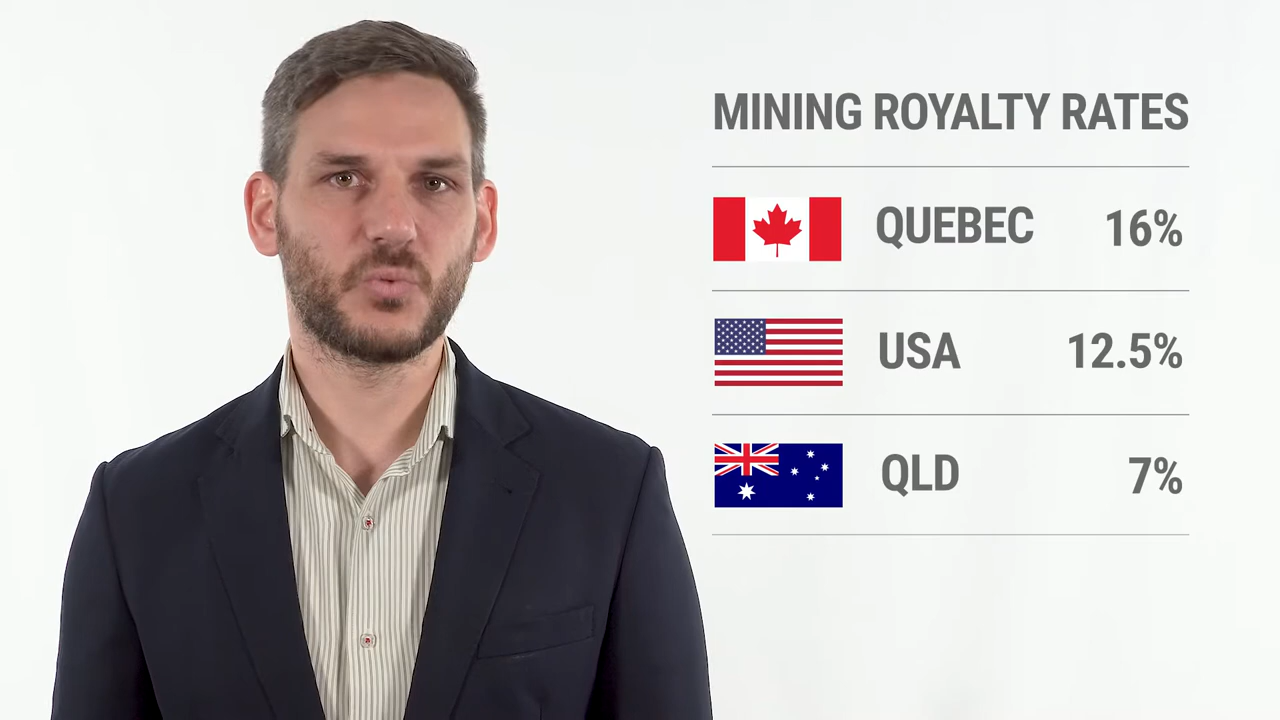 MINING ROYALTY RATES
QUEBEC 16%
USA 12.5%
QLD 7%